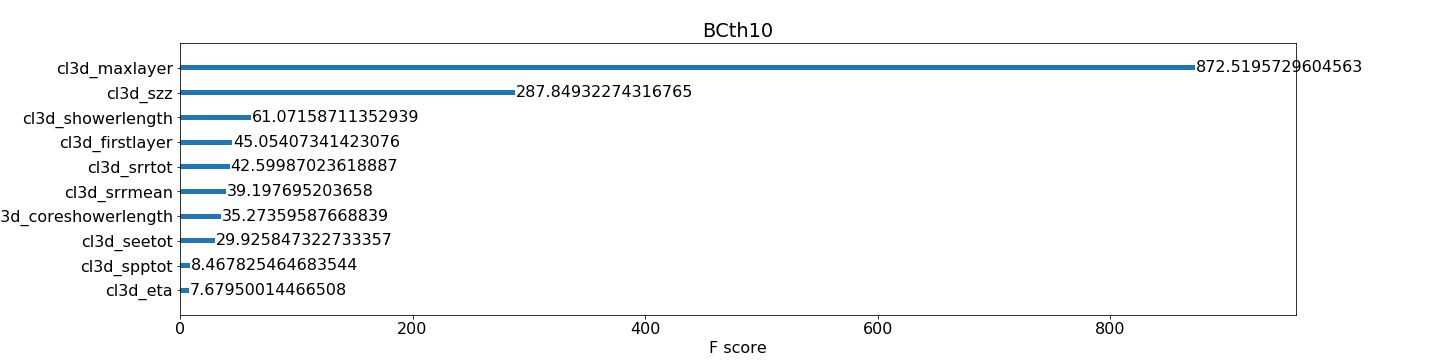 BCth10
cl3d_maxlayer 872.5195729604563
cl3d_szz 287.84932274316765
cl3d_showerlength 61.07158711352939
cl3d_firstlayer 45.05407341423076
cl3d_srrtot 42.59987023618887
cl3d_srrmean 39.197695203658
3d_coreshowerlength 35.27359587668839
cl3d_seetot 29.925847322733357
cl3d_spptot 8.467825464683544
cl3d_eta 7.67950014466508
0 200 400 600 800
F score